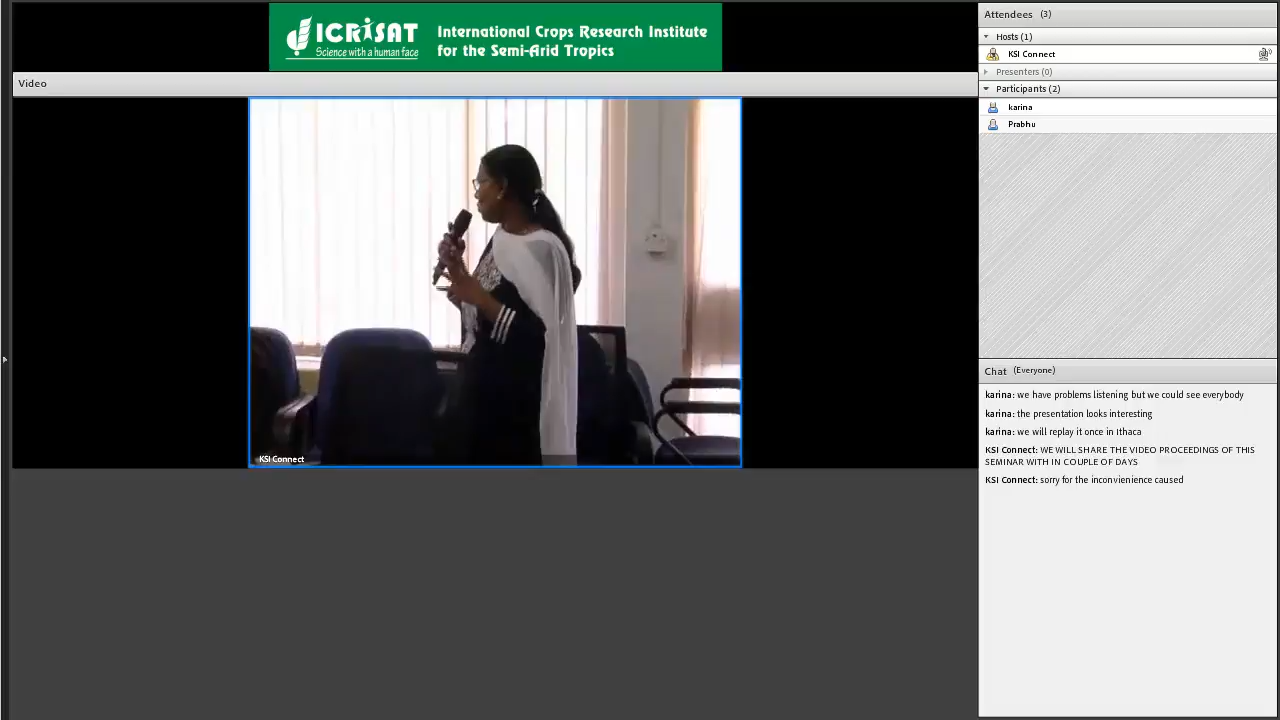 ICRISAT
Science with a human face
International Crops Research Institute
for the Semi-Arid Tropics
Video
KSI Connect
Attendees (3)
Hosts (1)
KSI Connect
Presenters (0)
Participants (2)
karina
Prabhu
Chat (Everyone)
karina: we have problems listening but we could see everybody
karina: the presentation looks interesting
karina: we will replay it once in Ithaca
KSI Connect: WE WILL SHARE THE VIDEO PROCEEDINGS OF THIS
SEMINAR WITH IN COUPLE OF DAYS
KSI Connect: sorry for the inconvienience caused